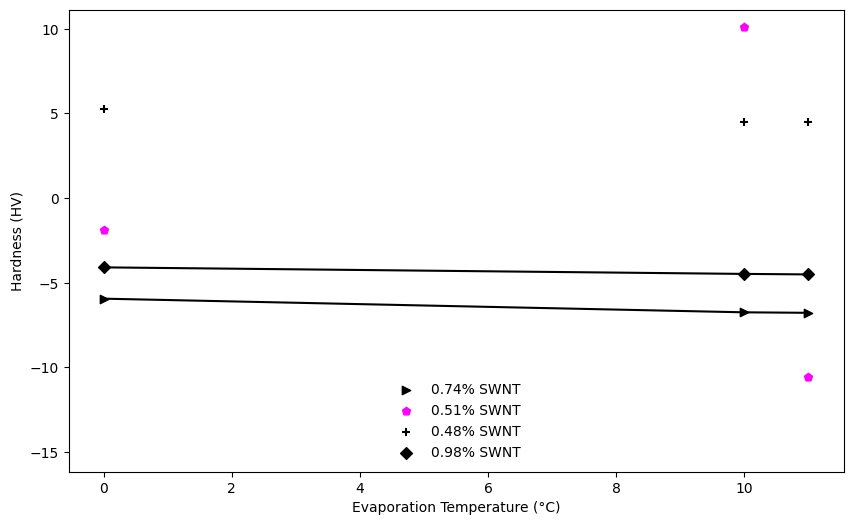 10
5
0
−5
−10
−15
Hardness (HV)
0.74% SWNT
0.51% SWNT
0.48% SWNT
0.98% SWNT
0 2 4 6 8 10
Evaporation Temperature (°C)